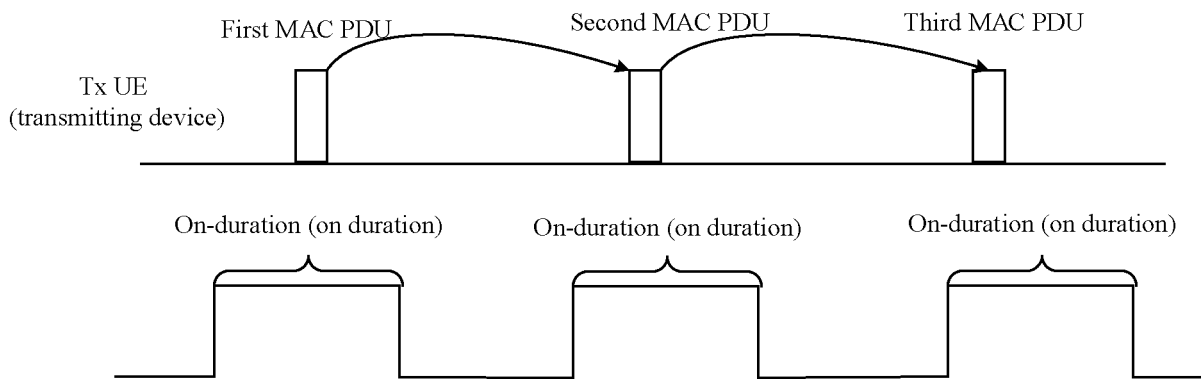 First MAC PDU
Second MAC PDU
Third MAC PDU
Tx UE
(transmitting device)
On-duration (on duration)
On-duration (on duration)
On-duration (on duration)